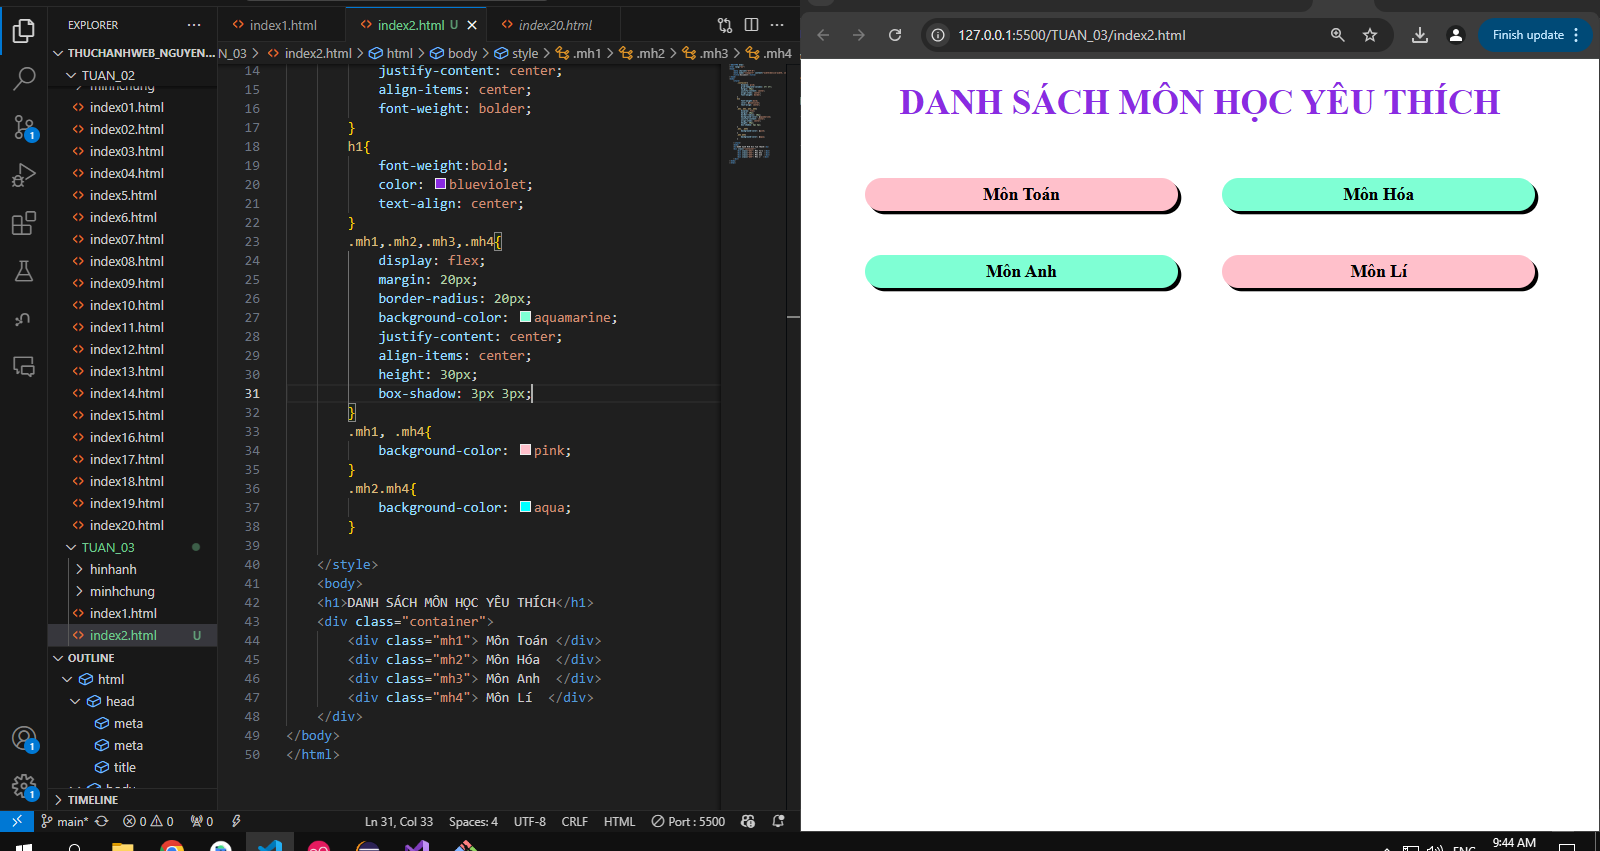 EXPLORER
THUCHANHWEB_NGUYEN...
TUAN_02
minhchung
index01.html
index02.html
index03.html
index04.html
index5.html
index6.html
index07.html
index08.html
index09.html
index10.html
index11.html
index12.html
index13.html
index14.html
index15.html
index16.html
index17.html
index18.html
index19.html
index20.html
TUAN_03
hinhanh
minhchung
index1.html
index2.html U
OUTLINE
html
head
meta
meta
title
body
TIMELINE
1
1
1
index1.html index2.html U index20.html
N_03 > index2.html > html > body > style > .mh1 > .mh2 > .mh3 > .mh4
14 justify-content: center;
15 align-items: center;
16 font-weight: bolder;
17 }
18 h1{
19 font-weight:bold;
20 color: blueviolet;
21 text-align: center;
22 }
23 .mh1,.mh2,.mh3,.mh4{
24 display: flex;
25 margin: 20px;
26 border-radius: 20px;
27 background-color: aquamarine;
28 justify-content: center;
29 align-items: center;
30 height: 30px;
31 box-shadow: 3px 3px;
32 }
33 .mh1, .mh4{
34 background-color: pink;
35 }
36 .mh2.mh4{
37 background-color: aqua;
38 }
39
40 </style>
41 <body>
42 <h1>DANH SÁCH MÔN HỌC YÊU THÍCH</h1>
43 <div class="container">
44 <div class="mh1"> Môn Toán </div>
45 <div class="mh2"> Môn Hóa  </div>
46 <div class="mh3"> Môn Anh  </div>
47 <div class="mh4"> Môn Lí  </div>
48 </div>
49 </body>
50 </html>
main* 0 0 0 Ln 31, Col 33 Spaces: 4 UTF-8 CRLF HTML Port : 5500
127.0.0.1:5500/TUAN_03/index2.html
Finish update
DANH SÁCH MÔN HỌC YÊU THÍCH
Môn Toán Môn Hóa
Môn Anh Môn Lí
ENG 9:44 AM